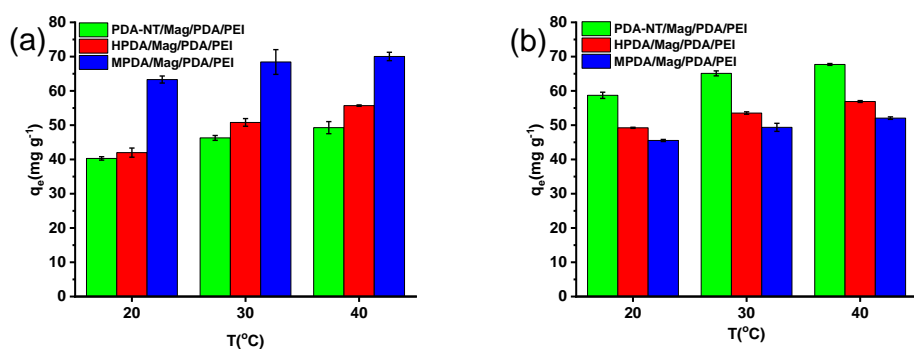 (a)
PDA-NT/Mag/PDA/PEI
HPDA/Mag/PDA/PEI
MPDA/Mag/PDA/PEI
80
70
60
50
40
30
20
10
0
qe(mg g-1)
20 30 40
T(oC)
(b)
PDA-NT/Mag/PDA/PEI
HPDA/Mag/PDA/PEI
MPDA/Mag/PDA/PEI
80
70
60
50
40
30
20
10
0
qe(mg g-1)
20 30 40
T(oC)